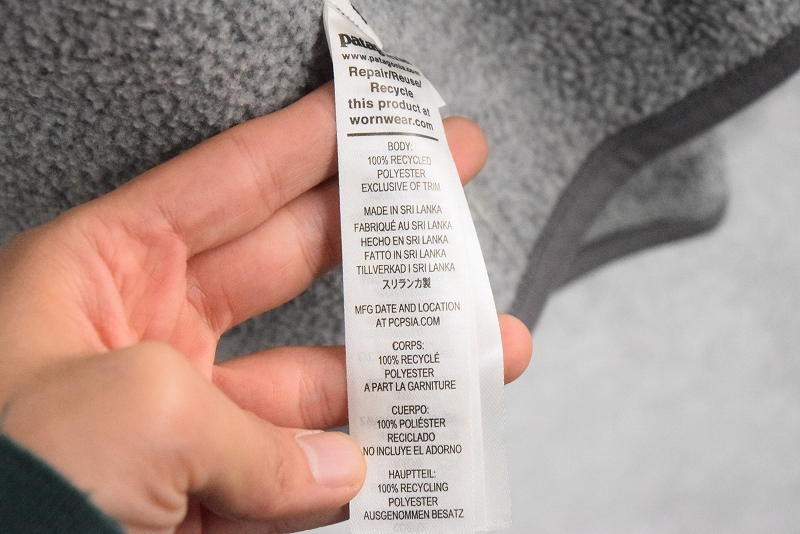 www.patagonia.com
Repair/Reuse/
Recycle
this product at
wornwear.com
BODY:
100% RECYCLED
POLYESTER
EXCLUSIVE OF TRIM
MADE IN SRI LANKA
FABRIQUÉ AU SRI LANKA
HECHO EN SRI LANKA
FATTO IN SRI LANKA
TILLVERKAD I SRI LANKA
スリランカ製
MFG DATE AND LOCATION
AT PCPSIA.COM
CORPS:
100% RECYCLÉ
POLYESTER
A PART LA GARNITURE
CUERPO:
100% POLIÉSTER
RECICLADO
NO INCLUYE EL ADORNO
HAUPTTEIL:
100% RECYCLING
POLYESTER
AUSGENOMMEN BESATZ